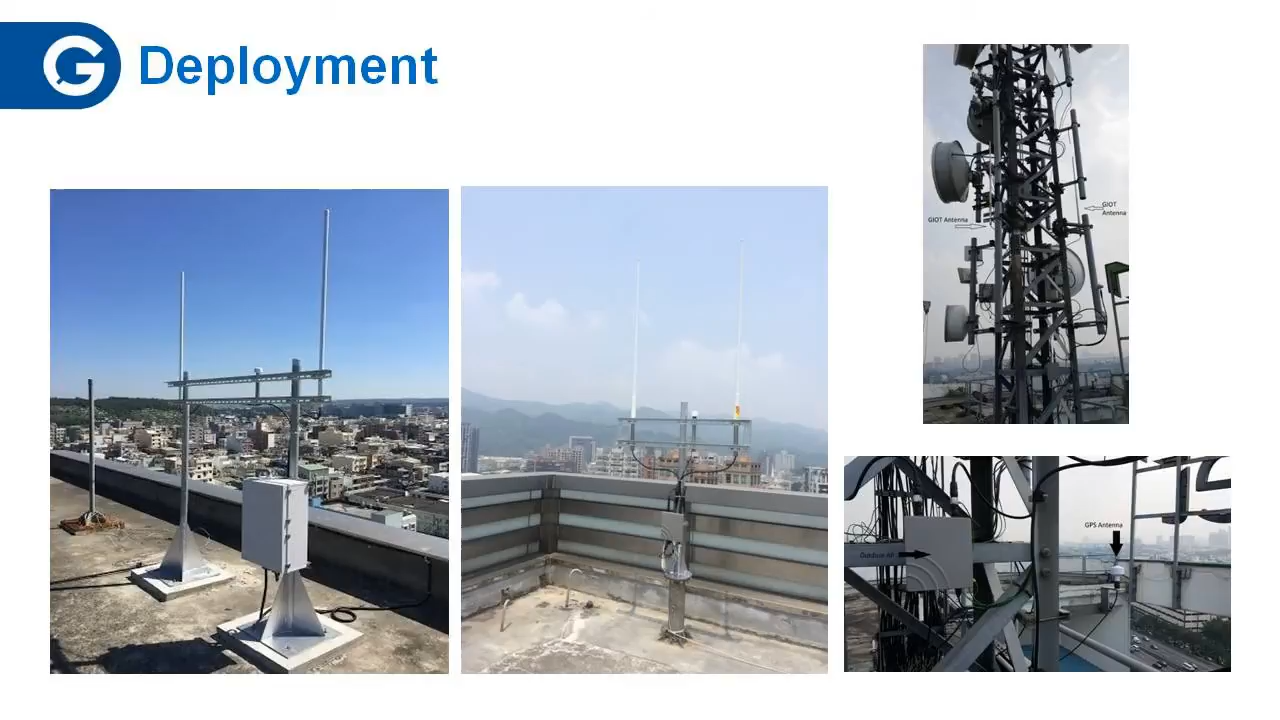 G Deployment
GIOT Antenna
GIOT
Antenna
GPS Antenna
Outdoor AP